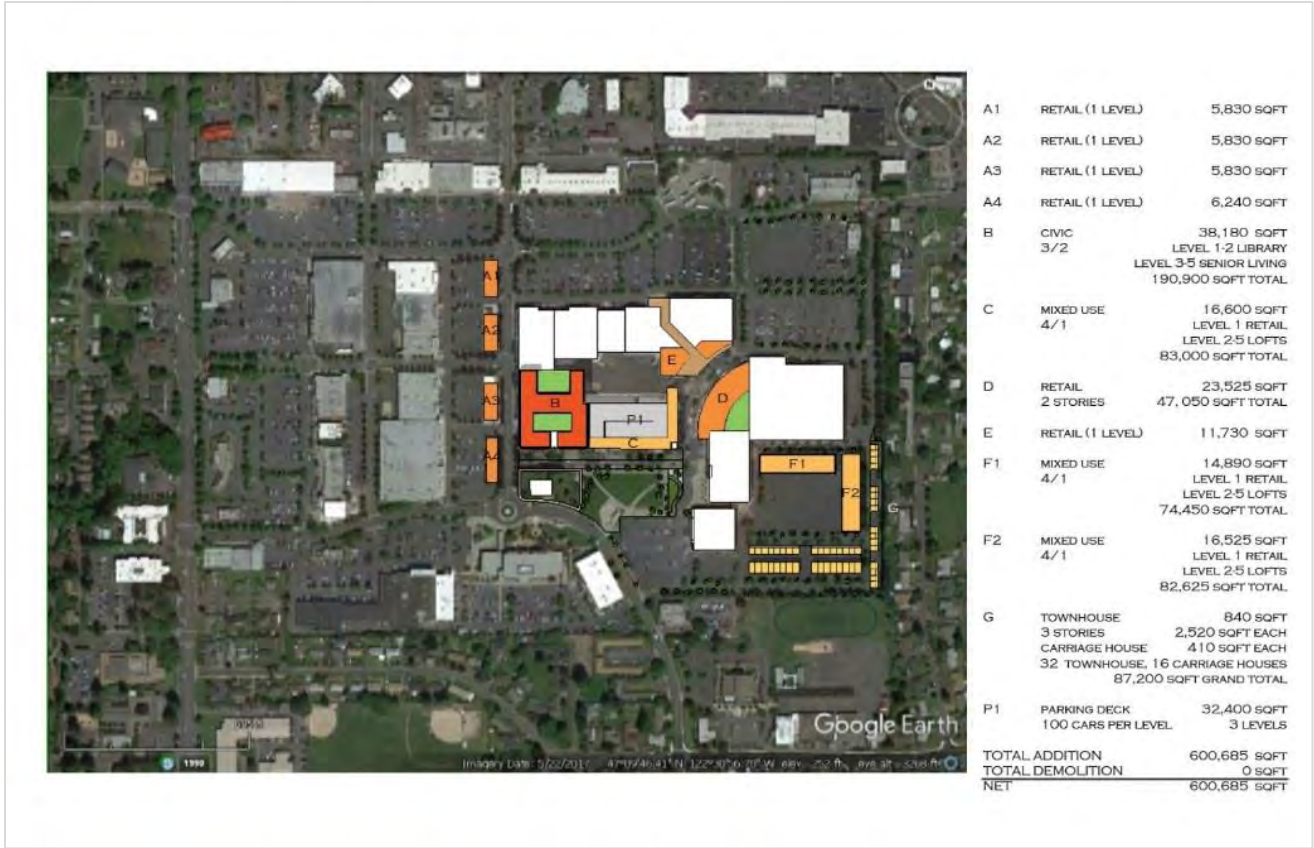 A1 RETAIL (1 LEVEL) 5,830 SQFT
A2 RETAIL (1 LEVEL) 5,830 SQFT
A3 RETAIL (1 LEVEL) 5,830 SQFT
A4 RETAIL (1 LEVEL) 6,240 SQFT
B CIVIC 38,180 SQFT
3/2 LEVEL 1-2 LIBRARY
LEVEL 3-5 SENIOR LIVING
190,900 SQFT TOTAL
C MIXED USE 16,600 SQFT
4/1 LEVEL 1 RETAIL
LEVEL 2-5 LOFTS
83,000 SQFT TOTAL
D RETAIL 23,525 SQFT
2 STORIES 47,050 SQFT TOTAL
E RETAIL (1 LEVEL) 11,730 SQFT
F1 MIXED USE 14,890 SQFT
4/1 LEVEL 1 RETAIL
LEVEL 2-5 LOFTS
74,450 SQFT TOTAL
F2 MIXED USE 16,525 SQFT
4/1 LEVEL 1 RETAIL
LEVEL 2-5 LOFTS
82,625 SQFT TOTAL
G TOWNHOUSE 840 SQFT
3 STORIES 2,520 SQFT EACH
CARRIAGE HOUSE 410 SQFT EACH
32 TOWNHOUSE, 16 CARRIAGE HOUSES
87,200 SQFT GRAND TOTAL
P1 PARKING DECK 32,400 SQFT
100 CARS PER LEVEL 3 LEVELS
TOTAL ADDITION 600,685 SQFT
TOTAL DEMOLITION 0 SQFT
NET 600,685 SQFT
A1
A2
E
A3
B
D
P1
C
A4
F1
F2
G
Google Earth
1990
Imagery Date: 5/22/2017